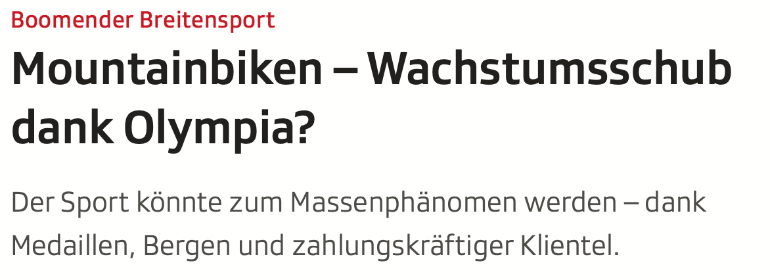 Boomender Breitensport
Mountainbiken – Wachstumsschub
dank Olympia?
Der Sport könnte zum Massenphänomen werden – dank
Medaillen, Bergen und zahlungskräftiger Klientel.